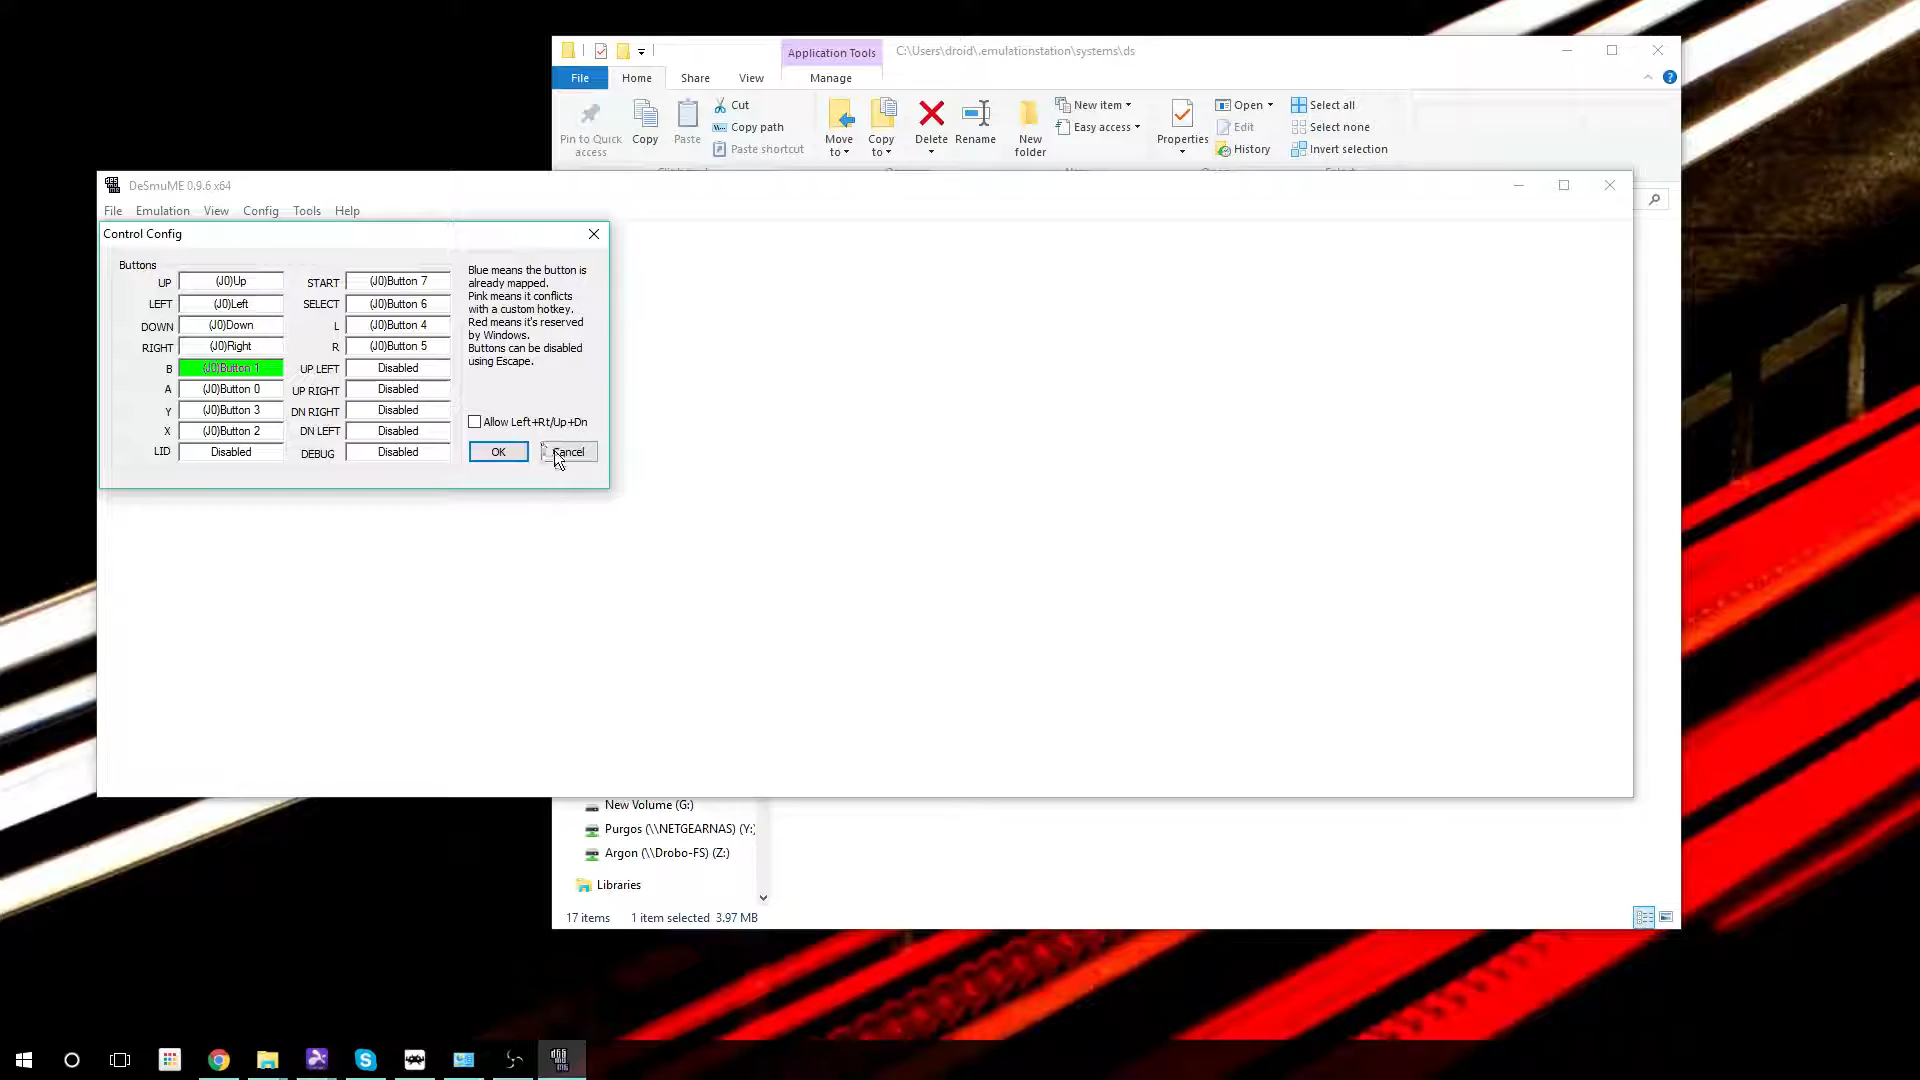 Application Tools
C:\Users\droid\.emulationstation\systems\ds
File
Home
Share
View
Manage
Pin to Quick
access
Copy
Paste
Cut
Copy path
Paste shortcut
Move
to
Copy
to
Delete
Rename
New
folder
New item
Easy access
Properties
Open
Edit
History
Select all
Select none
Invert selection
DeSmuME 0.9.6 x64
File Emulation View Config Tools Help
Control Config
Buttons
UP (J0)Up START (J0)Button 7
LEFT (J0)Left SELECT (J0)Button 6
DOWN (J0)Down L (J0)Button 4
RIGHT (J0)Right R (J0)Button 5
B (J0)Button 1 UP LEFT Disabled
A (J0)Button 0 UP RIGHT Disabled
Y (J0)Button 3 DN RIGHT Disabled
X (J0)Button 2 DN LEFT Disabled
LID Disabled DEBUG Disabled
Blue means the button is
already mapped.
Pink means it conflicts
with a custom hotkey.
Red means it's reserved
by Windows.
Buttons can be disabled
using Escape.
Allow Left+Rt/Up+Dn
OK Cancel
New Volume (G:)
Purgos (\\NETGEARNAS) (Y:)
Argon (\\Drobo-FS) (Z:)
Libraries
17 items 1 item selected 3.97 MB